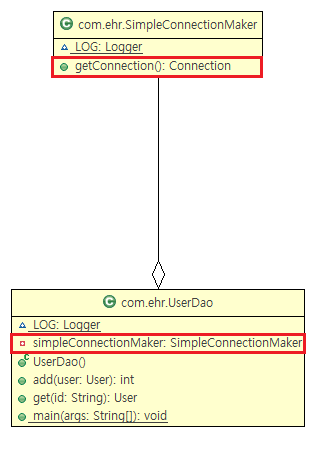 C com.ehr.SimpleConnectionMaker
LOG: Logger
getConnection(): Connection
C com.ehr.UserDao
LOG: Logger
simpleConnectionMaker: SimpleConnectionMaker
C UserDao()
add(user: User): int
get(id: String): User
main(args: String[]): void